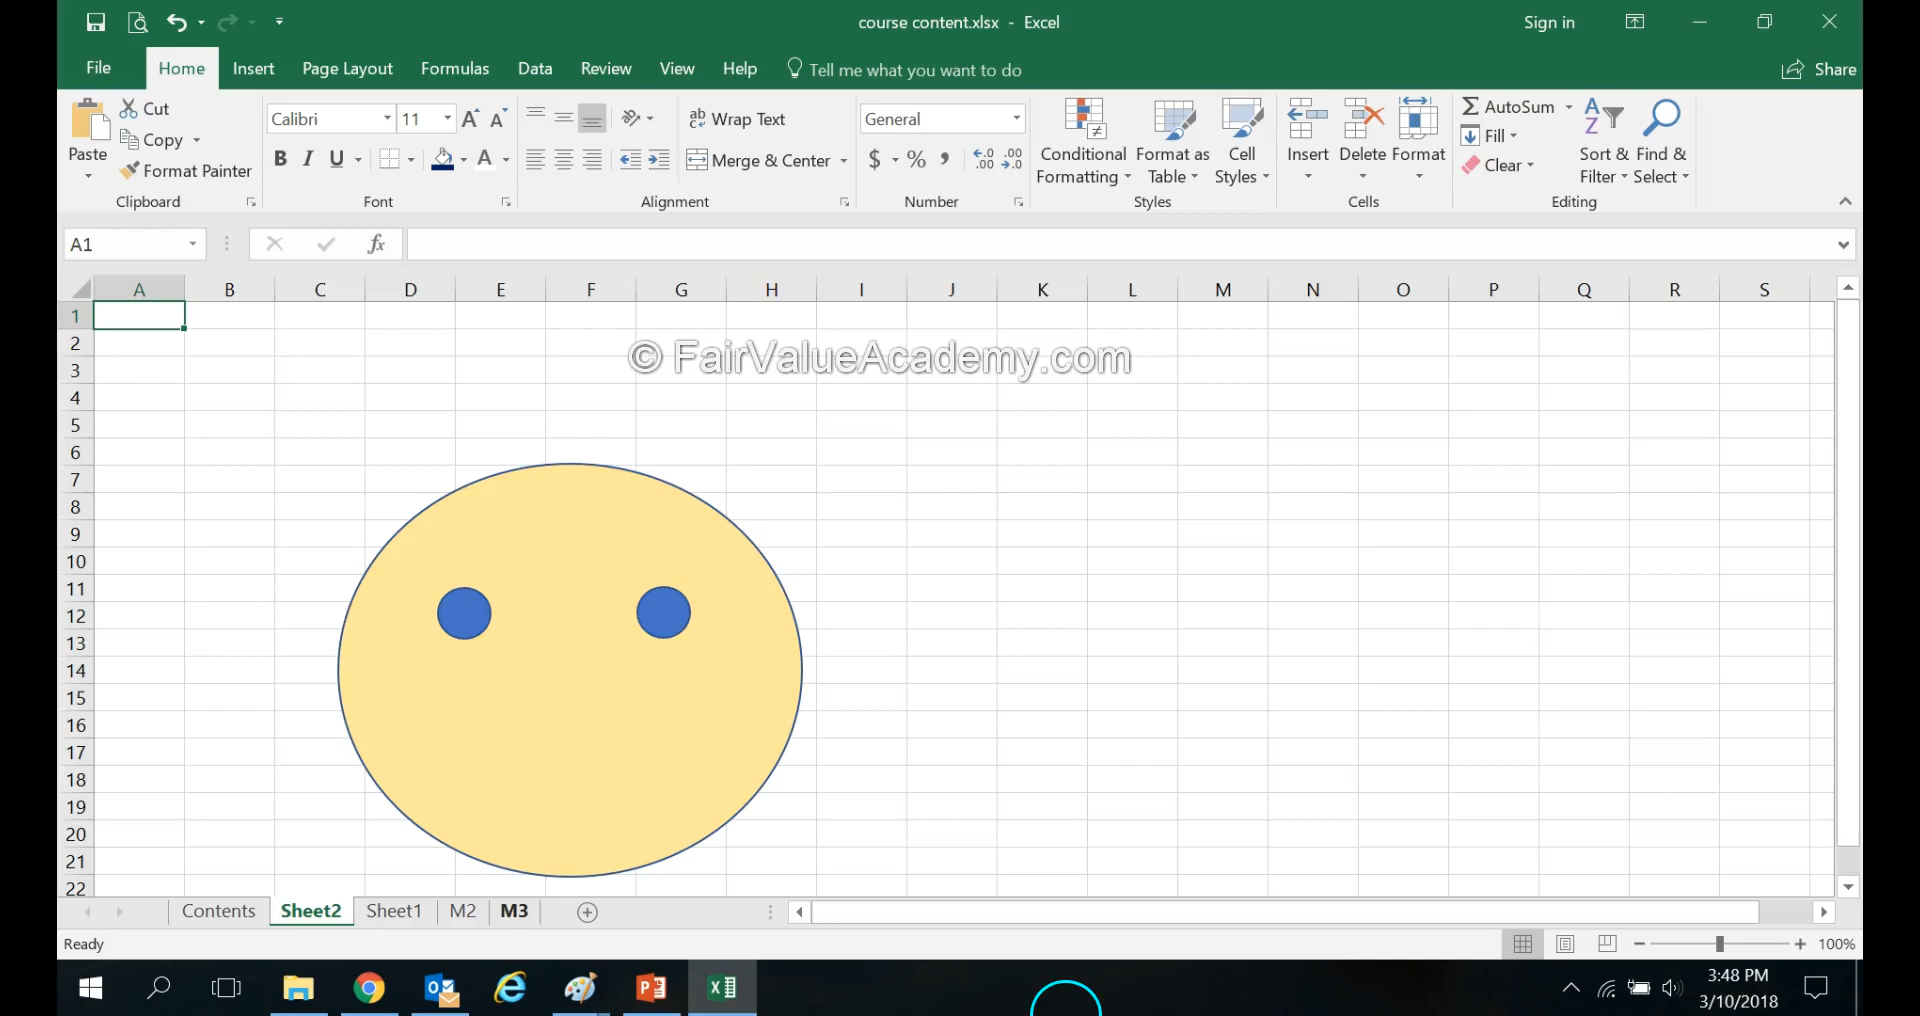 course content.xlsx - Excel
Sign in
File
Home
Insert
Page Layout
Formulas
Data
Review
View
Help
Tell me what you want to do
Share
Paste
Cut
Copy
Format Painter
Clipboard
Calibri
11
A
A
B
I
U
A
Font
ab
c
Wrap Text
Merge & Center
Alignment
General
$
%
,
.0
.00
.00
.0
Number
Conditional
Formatting
Format as
Table
Cell
Styles
Styles
Insert
Delete
Format
Cells
Σ AutoSum
Fill
Clear
A
Z
Sort &
Filter
Find &
Select
Editing
A1
fx
A B C D E F G H I J K L M N O P Q R S
1
2
3
4
5
6
7
8
9
10
11
12
13
14
15
16
17
18
19
20
21
22
© FairValueAcademy.com
Contents
Sheet2
Sheet1
M2
M3
Ready
100%
3:48 PM
3/10/2018